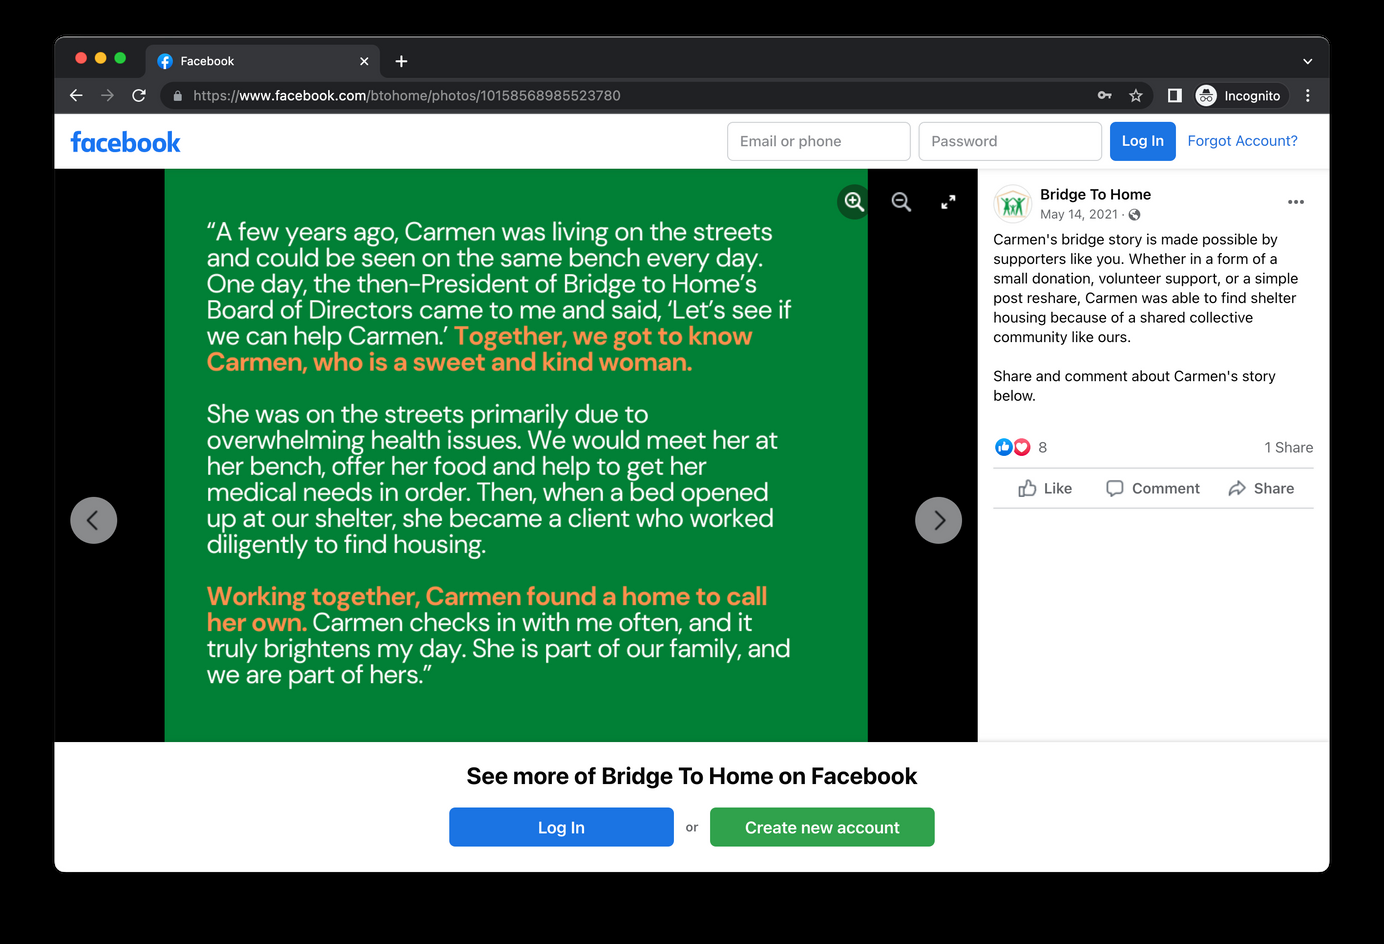 Facebook
https://www.facebook.com/btohome/photos/10158568985523780
Incognito
facebook
Email or phone
Password
Log In
Forgot Account?
“A few years ago, Carmen was living on the streets
and could be seen on the same bench every day.
One day, the then-President of Bridge to Home’s
Board of Directors came to me and said, ‘Let’s see if
we can help Carmen.’ Together, we got to know
Carmen, who is a sweet and kind woman.
She was on the streets primarily due to
overwhelming health issues. We would meet her at
her bench, offer her food and help to get her
medical needs in order. Then, when a bed opened
up at our shelter, she became a client who worked
diligently to find housing.
Working together, Carmen found a home to call
her own. Carmen checks in with me often, and it
truly brightens my day. She is part of our family, and
we are part of hers.”
Bridge To Home
May 14, 2021 ·
Carmen's bridge story is made possible by
supporters like you. Whether in a form of a
small donation, volunteer support, or a simple
post reshare, Carmen was able to find shelter
housing because of a shared collective
community like ours.
Share and comment about Carmen's story
below.
8
1 Share
Like
Comment
Share
See more of Bridge To Home on Facebook
Log In
or
Create new account